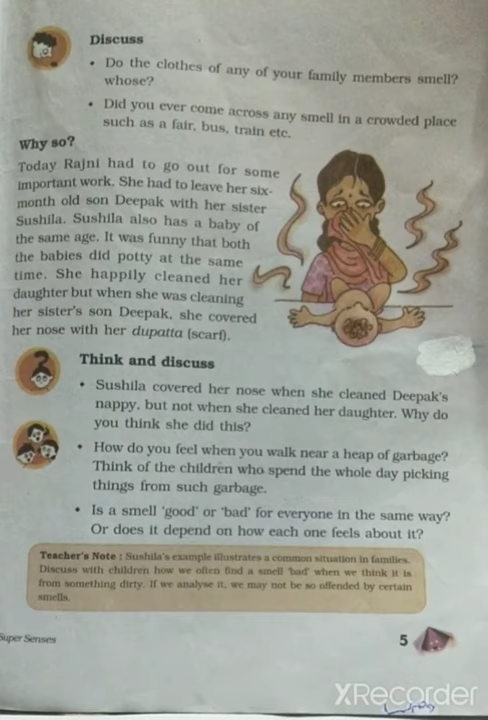 Discuss
• Do the clothes of any of your family members smell?
whose?
• Did you ever come across any smell in a crowded place
such as a fair, bus, train etc.
Why so?
Today Rajni had to go out for some
important work. She had to leave her six-
month old son Deepak with her sister
Sushila. Sushila also has a baby of
the same age. It was funny that both
the babies did potty at the same
time. She happily cleaned her
daughter but when she was cleaning
her sister's son Deepak, she covered
her nose with her dupatta (scarf).
Think and discuss
• Sushila covered her nose when she cleaned Deepak's
nappy, but not when she cleaned her daughter. Why do
you think she did this?
• How do you feel when you walk near a heap of garbage?
Think of the children who spend the whole day picking
things from such garbage.
• Is a smell 'good' or 'bad' for everyone in the same way?
Or does it depend on how each one feels about it?
Teacher's Note : Sushila's example illustrates a common situation in families.
Discuss with children how we often find a smell 'bad' when we think it is
from something dirty. If we analyse it, we may not be so offended by certain
smells.
Super Senses
5
XRecorder